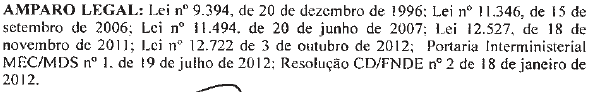 AMPARO LEGAL: Lei nº 9.394, de 20 de dezembro de 1996; Lei nº 11.346, de 15 de
setembro de 2006; Lei nº 11.494, de 20 de junho de 2007; Lei 12.527, de 18 de
novembro de 2011; Lei nº 12.722 de 3 de outubro de 2012; Portaria Interministerial
MEC/MDS nº 1, de 19 de julho de 2012; Resolução CD/FNDE nº 2 de 18 de janeiro de
2012.